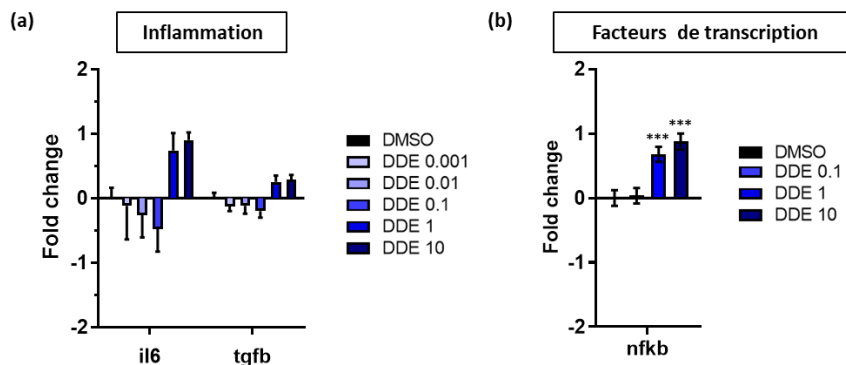 (a)
Inflammation
Fold change
2
1
0
-1
-2
il6 tgfb
DMSO
DDE 0.001
DDE 0.01
DDE 0.1
DDE 1
DDE 10
(b)
Facteurs de transcription
Fold change
2
1
0
-1
-2
*** ***
nfkb
DMSO
DDE 0.1
DDE 1
DDE 10